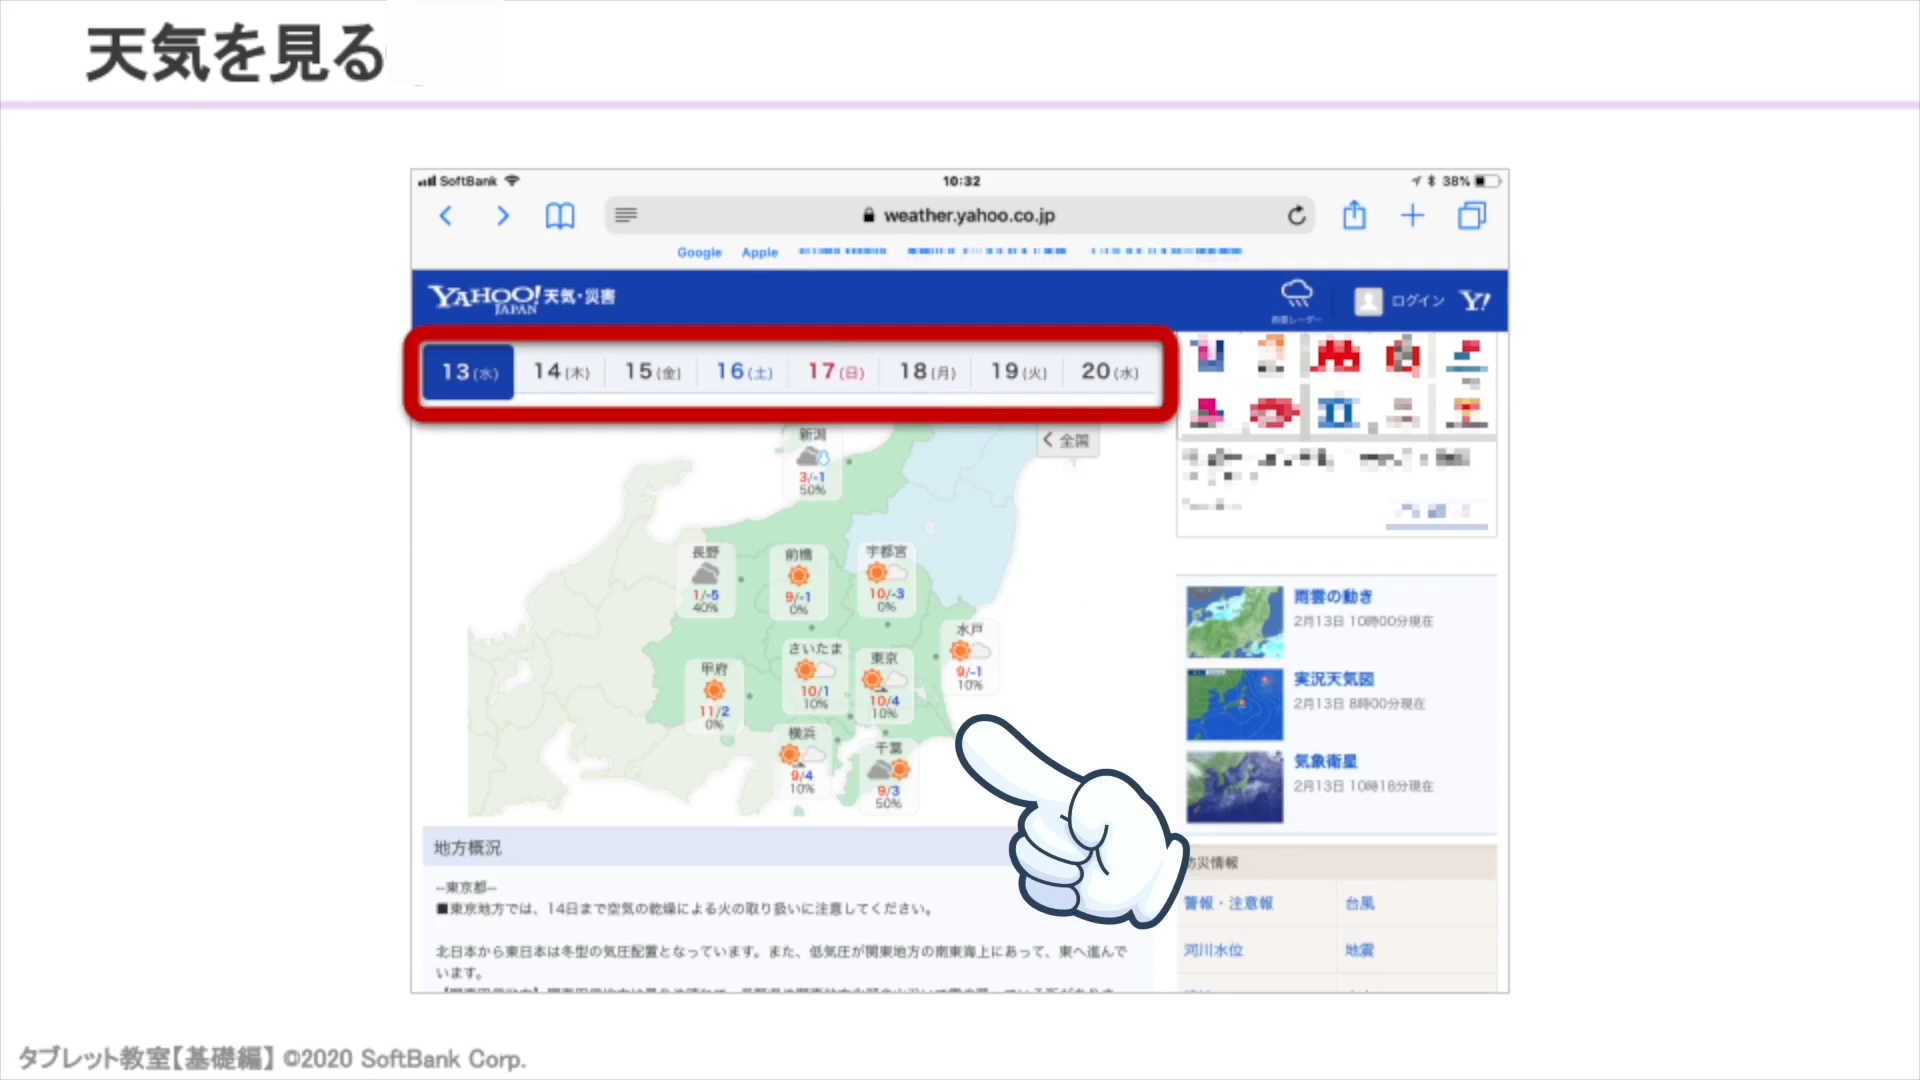 天気を見る
SoftBank 10:32 38%
weather.yahoo.co.jp
Google Apple
YAHOO! JAPAN 天気・災害 雨雲レーダー ログイン Y!
13(水) 14(木) 15(金) 16(土) 17(日) 18(月) 19(火) 20(水)
全国
新潟
3/-1
50%
長野
1/-5
40%
前橋
9/-1
0%
宇都宮
10/-3
0%
水戸
9/-1
10%
さいたま
10/1
10%
東京
10/4
10%
甲府
11/2
0%
横浜
9/4
10%
千葉
9/3
50%
雨雲の動き
2月13日 10時00分現在
実況天気図
2月13日 8時00分現在
気象衛星
2月13日 10時18分現在
地方概況
―東京都―
■東京地方では、14日まで空気の乾燥による火の取り扱いに注意してください。
北日本から東日本は冬型の気圧配置となっています。また、低気圧が関東地方の南東海上にあって、東へ進んで
います。
防災情報
警報・注意報 台風
河川水位 地震
タブレット教室【基礎編】 ©2020 SoftBank Corp.